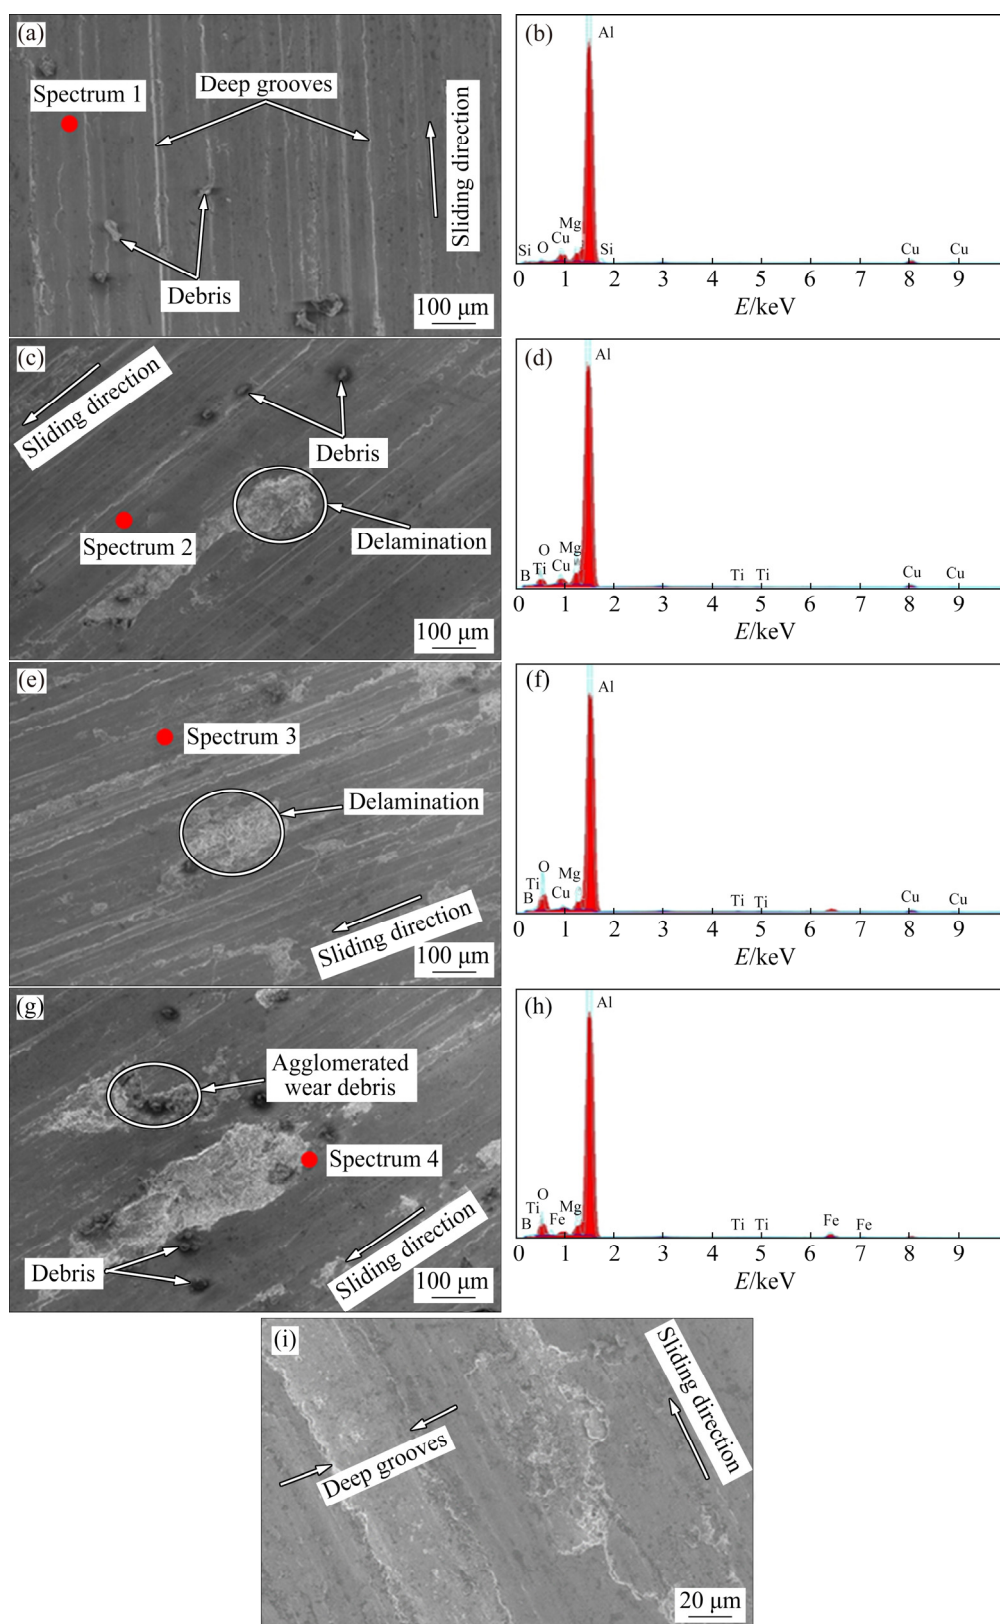 (a)
Spectrum 1
Deep grooves
Sliding direction
Debris
100 μm
(b)
Al
Mg
Cu
Si
O
Si
Cu
Cu
0 1 2 3 4 5 6 7 8 9
E/keV
(c)
Sliding direction
Debris
Spectrum 2
Delamination
100 μm
(d)
Al
O
Mg
B
Ti
Cu
Ti
Ti
Cu
Cu
0 1 2 3 4 5 6 7 8 9
E/keV
(e)
Spectrum 3
Delamination
Sliding direction
100 μm
(f)
Al
O
Ti
Mg
B
Cu
Ti
Ti
Cu
Cu
0 1 2 3 4 5 6 7 8 9
E/keV
(g)
Agglomerated
wear debris
Spectrum 4
Debris
Sliding direction
100 μm
(h)
Al
O
Ti
Mg
B
Fe
Ti
Ti
Fe
Fe
0 1 2 3 4 5 6 7 8 9
E/keV
(i)
Sliding direction
Deep grooves
20 μm